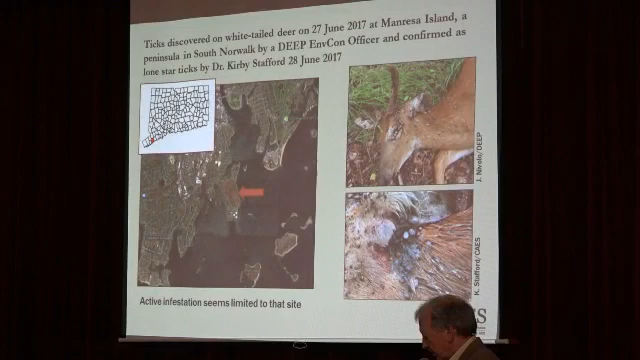 Ticks discovered on white-tailed deer on 27 June 2017 at Manresa Island, a
peninsula in South Norwalk by a DEEP EnvCon Officer and confirmed as
lone star ticks by Dr. Kirby Stafford 28 June 2017
J. Nivolo/DEEP
K. Stafford/CAES
Active infestation seems limited to that site